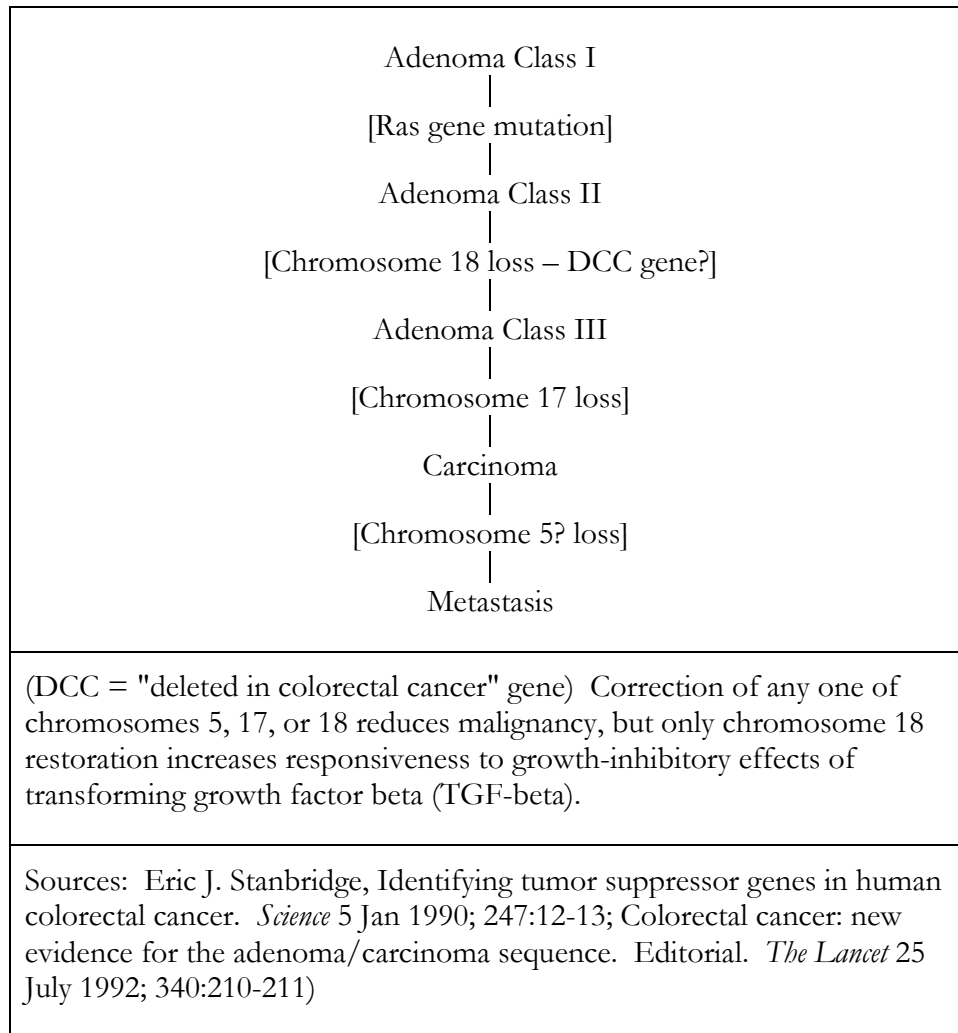 Adenoma Class I
[Ras gene mutation]
Adenoma Class II
[Chromosome 18 loss – DCC gene?]
Adenoma Class III
[Chromosome 17 loss]
Carcinoma
[Chromosome 5? loss]
Metastasis
(DCC = "deleted in colorectal cancer" gene)  Correction of any one of
chromosomes 5, 17, or 18 reduces malignancy, but only chromosome 18
restoration increases responsiveness to growth-inhibitory effects of
transforming growth factor beta (TGF-beta).
Sources:  Eric J. Stanbridge, Identifying tumor suppressor genes in human
colorectal cancer.  Science 5 Jan 1990; 247:12-13; Colorectal cancer: new
evidence for the adenoma/carcinoma sequence.  Editorial.  The Lancet 25
July 1992; 340:210-211)